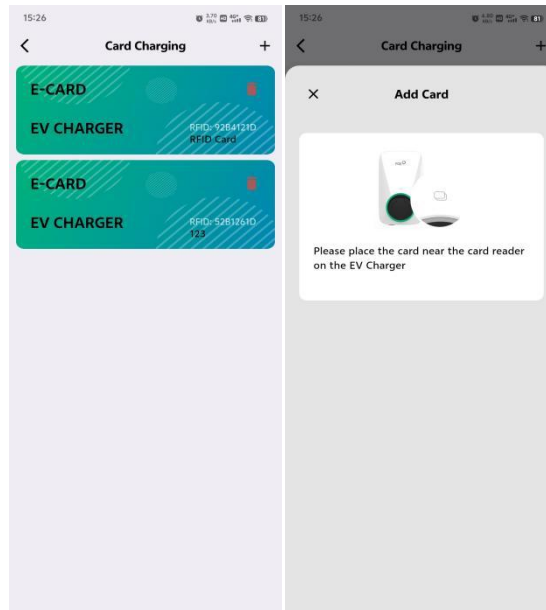 15:26
Card Charging
+
E-CARD
EV CHARGER
RFID: 92B4121D
RFID Card
E-CARD
EV CHARGER
RFID: 52B1261D
123
15:26
Card Charging
+
Add Card
Please place the card near the card reader
on the EV Charger